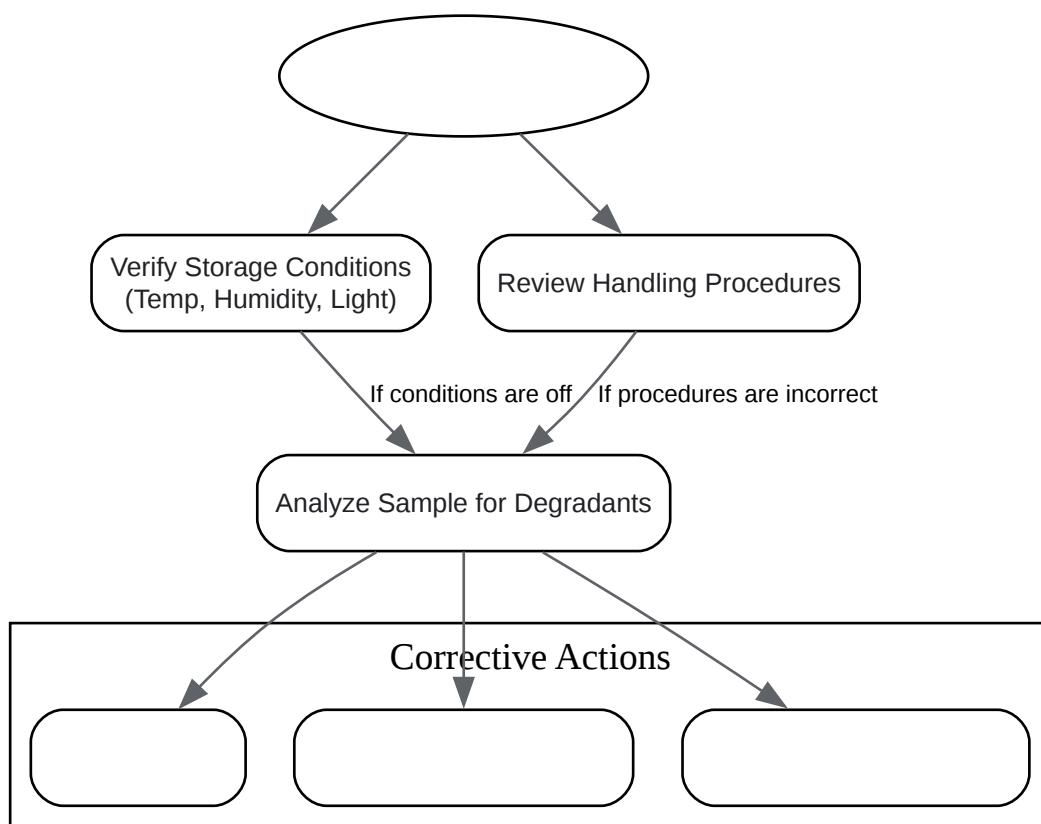 Verify Storage Conditions
(Temp, Humidity, Light)
Review Handling Procedures
If conditions are off
If procedures are incorrect
Analyze Sample for Degradants
Corrective Actions